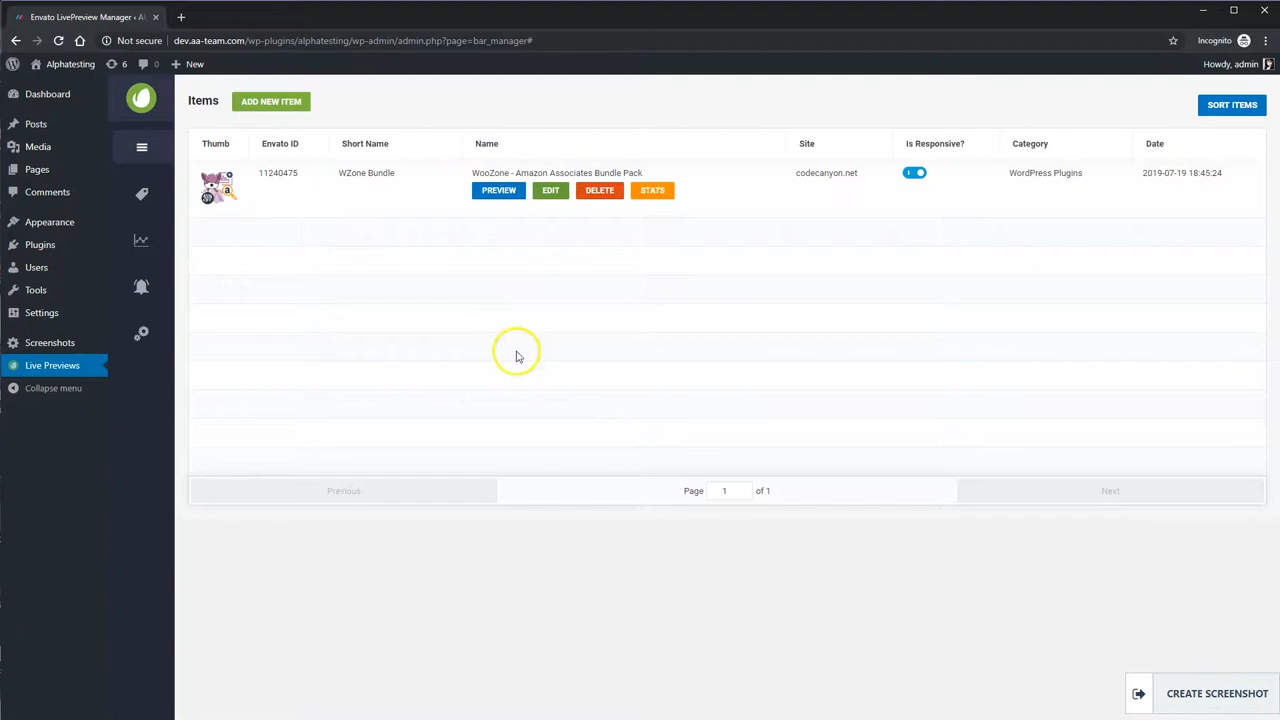 Envato LivePreview Manager ‹ Al
Not secure dev.aa-team.com/wp-plugins/alphatesting/wp-admin/admin.php?page=bar_manager#
Incognito
Alphatesting 6 0 New
Howdy, admin
Dashboard
Posts
Media
Pages
Comments
Appearance
Plugins
Users
Tools
Settings
Screenshots
Live Previews
Collapse menu
Items ADD NEW ITEM
SORT ITEMS
Thumb Envato ID Short Name Name Site Is Responsive? Category Date
11240475 WZone Bundle WooZone - Amazon Associates Bundle Pack codecanyon.net WordPress Plugins 2019-07-19 18:45:24
PREVIEW EDIT DELETE STATS
Previous Page 1 of 1 Next
CREATE SCREENSHOT